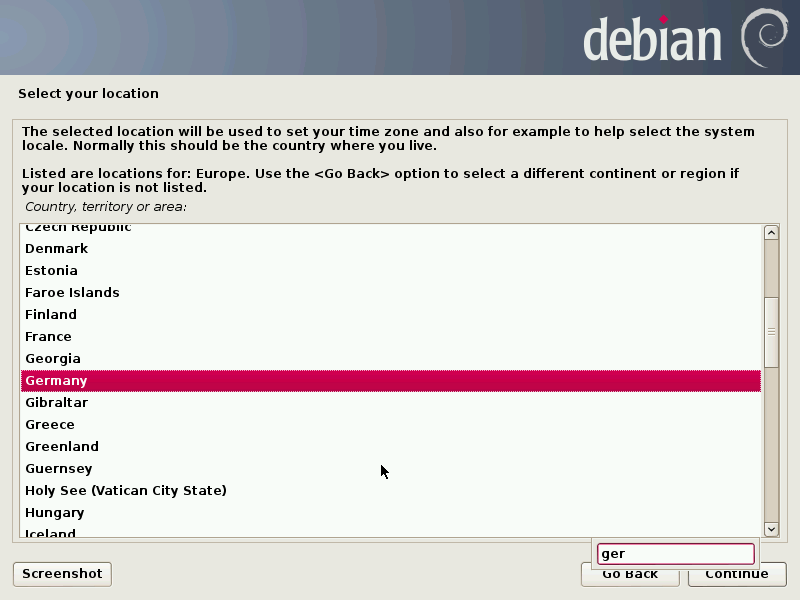 debian
Select your location
The selected location will be used to set your time zone and also for example to help select the system
locale. Normally this should be the country where you live.
Listed are locations for: Europe. Use the <Go Back> option to select a different continent or region if
your location is not listed.
Country, territory or area:
Czech Republic
Denmark
Estonia
Faroe Islands
Finland
France
Georgia
Germany
Gibraltar
Greece
Greenland
Guernsey
Holy See (Vatican City State)
Hungary
Iceland
ger
Screenshot
Go Back
Continue